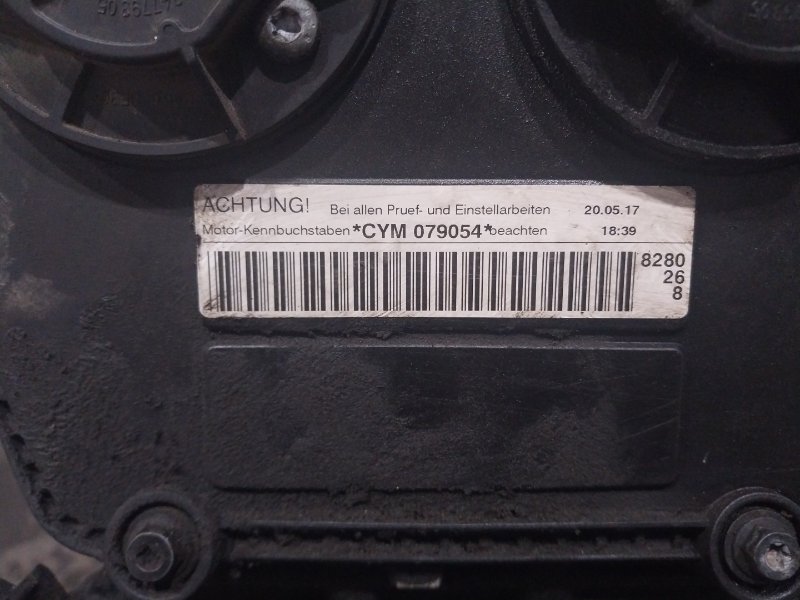 ACHTUNG! Bei allen Pruef- und Einstellarbeiten 20.05.17
Motor-Kennbuchstaben *CYM 079054* beachten 18:39
8280
26
8